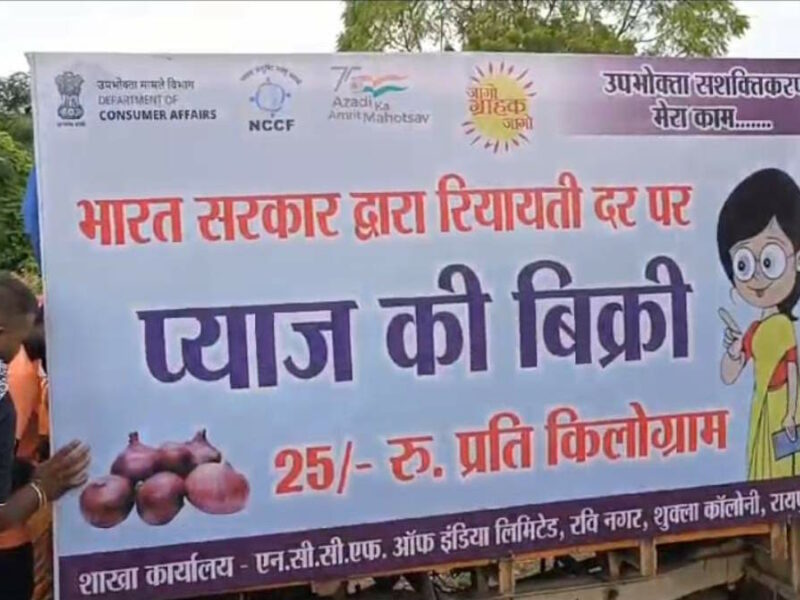 उपभोक्ता मामले विभाग
DEPARTMENT OF
CONSUMER AFFAIRS
NCCF
75
Azadi Ka
Amrit Mahotsav
जागो
ग्राहक
जागो
उपभोक्ता सशक्तिकरण
मेरा काम.......
भारत सरकार द्वारा रियायती दर पर
प्याज की बिक्री
25/- रु. प्रति किलोग्राम
शाखा कार्यालय - एन.सी.सी.एफ. ऑफ इंडिया लिमिटेड, रवि नगर, शुक्ला कॉलोनी,